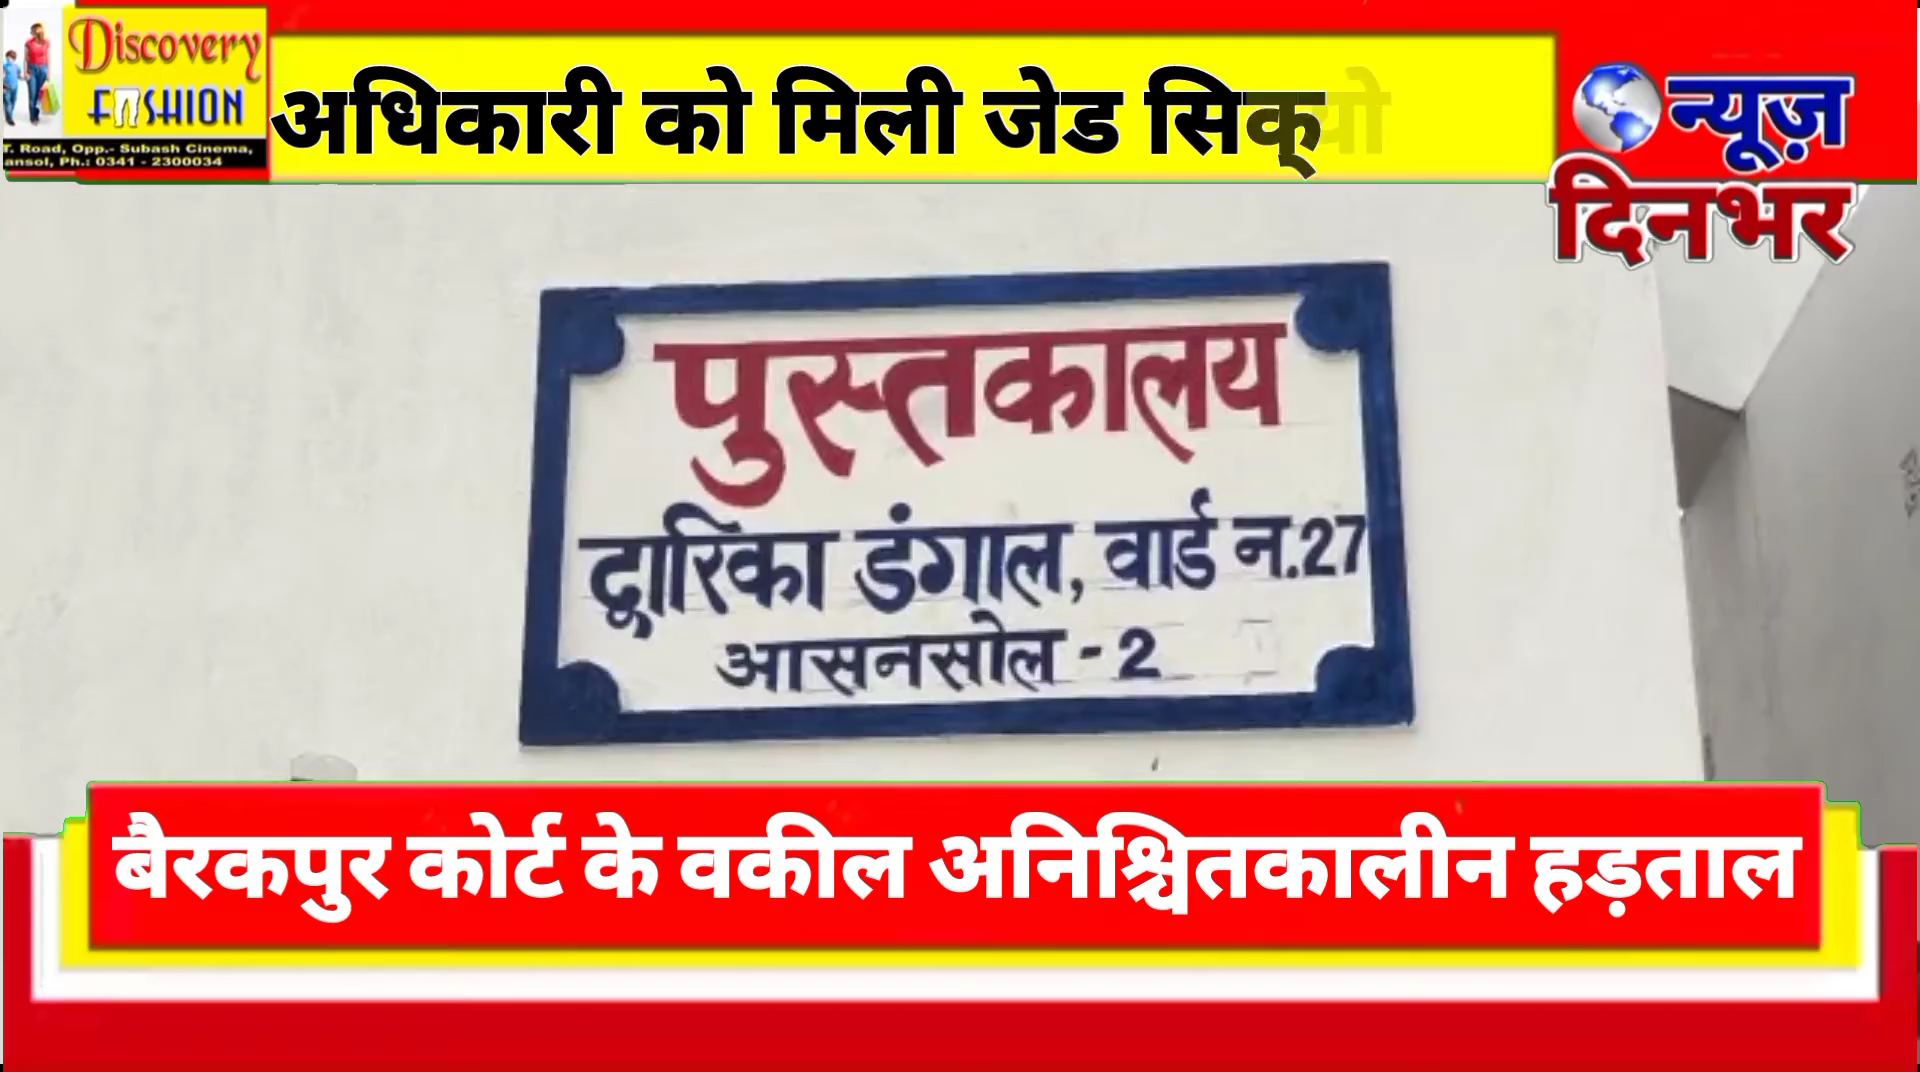 Discovery
FASHION
T. Road, Opp.- Subash Cinema,
ansol, Ph.: 0341 - 2300034
अधिकारी को मिली जेड सिक्यो
न्यूज़
दिनभर
पुस्तकालय
द्वारिका डंगाल, वार्ड न.27
आसनसोल - 2
बैरकपुर कोर्ट के वकील अनिश्चितकालीन हड़ताल